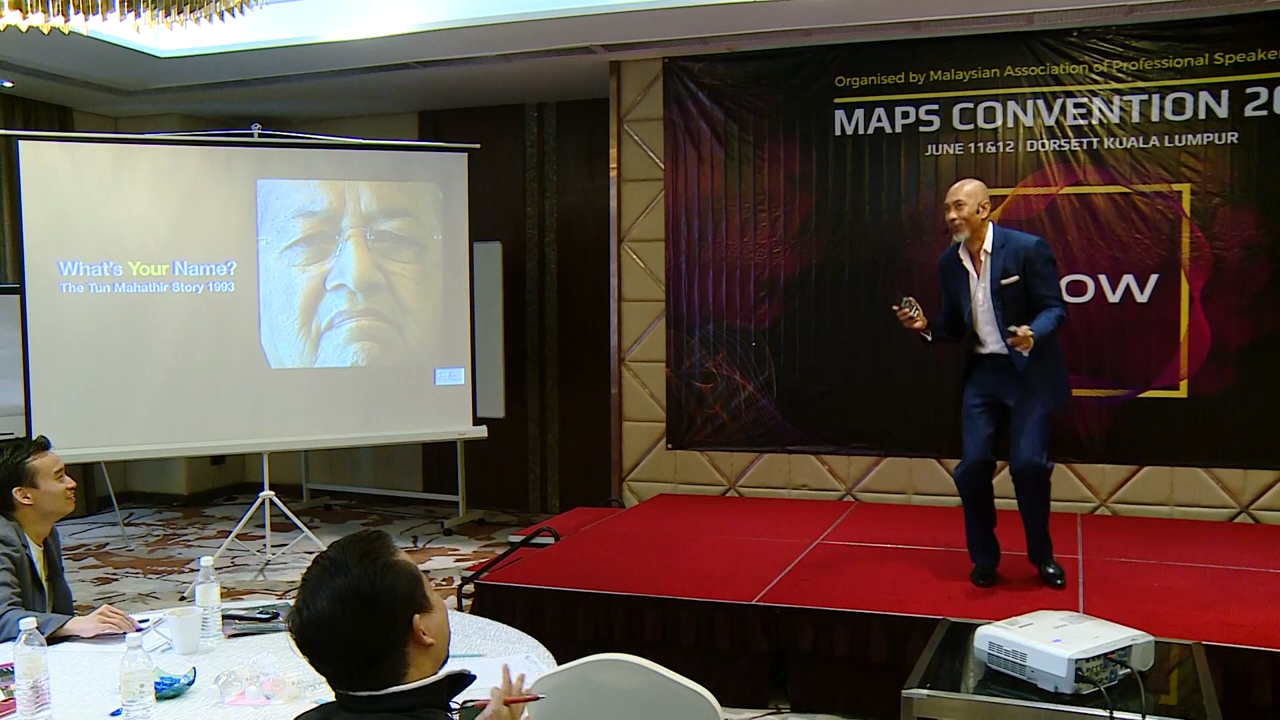 What's Your Name?
The Tun Mahathir Story 1993
Organised by Malaysian Association of Professional Speake
MAPS CONVENTION 20
JUNE 11&12 DORSETT KUALA LUMPUR
OW